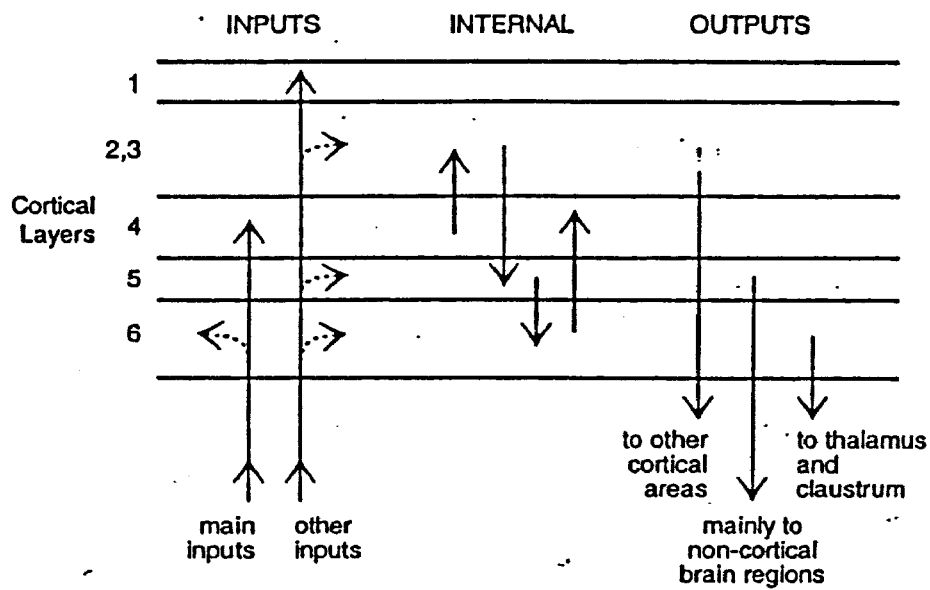 INPUTS INTERNAL OUTPUTS
1
2,3
Cortical
Layers
4
5
6
to other
cortical
areas
to thalamus
and
claustrum
main
inputs
other
inputs
mainly to
non-cortical
brain regions